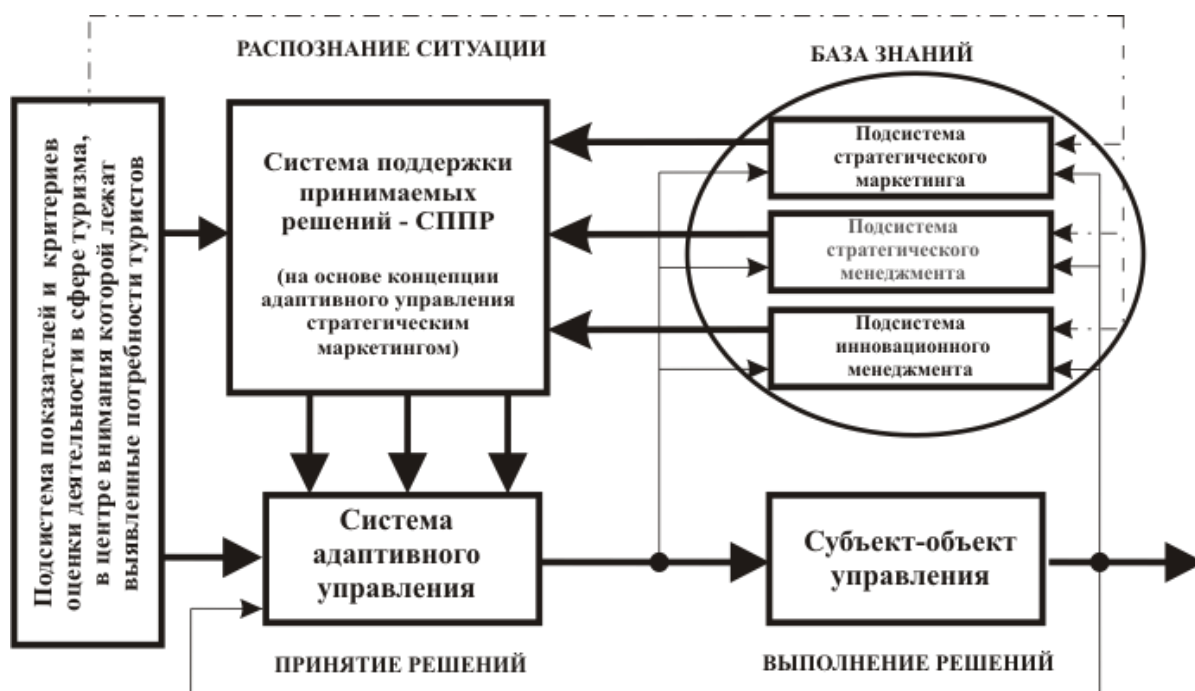 РАСПОЗНАНИЕ СИТУАЦИИ
БАЗА ЗНАНИЙ
Подсистема показателей и критериев
оценки деятельности в сфере туризма,
в центре внимания которой лежат
выявленные потребности туристов
Система поддержки
принимаемых
решений - СППР
(на основе концепции
адаптивного управления
стратегическим
маркетингом)
Подсистема
стратегического
маркетинга
Подсистема
стратегического
менеджмента
Подсистема
инновационного
менеджмента
Система
адаптивного
управления
Субъект-объект
управления
ПРИНЯТИЕ РЕШЕНИЙ
ВЫПОЛНЕНИЕ РЕШЕНИЙ